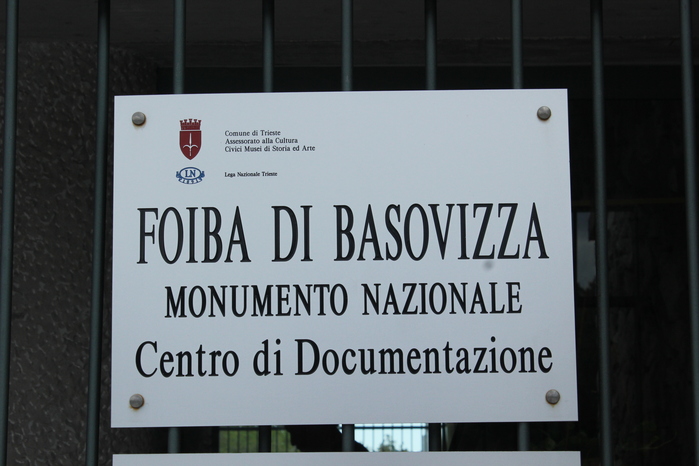 Comune di Trieste
Assessorato alla Cultura
Civici Musei di Storia ed Arte
LN
Lega Nazionale Trieste
FOIBA DI BASOVIZZA
MONUMENTO NAZIONALE
Centro di Documentazione